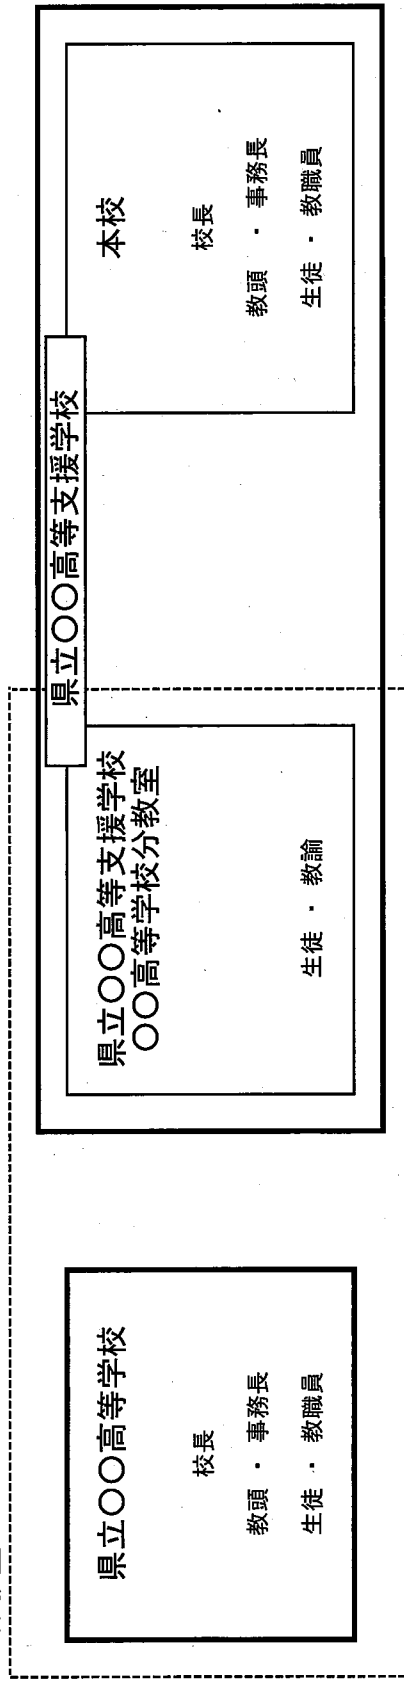 県立〇〇高等学校
校長
教頭 ・ 事務長
生徒 ・ 教職員
県立〇〇高等支援学校
県立〇〇高等支援学校
〇〇高等学校分教室
生徒 ・ 教諭
本校
校長
教頭 ・ 事務長
生徒 ・ 教職員